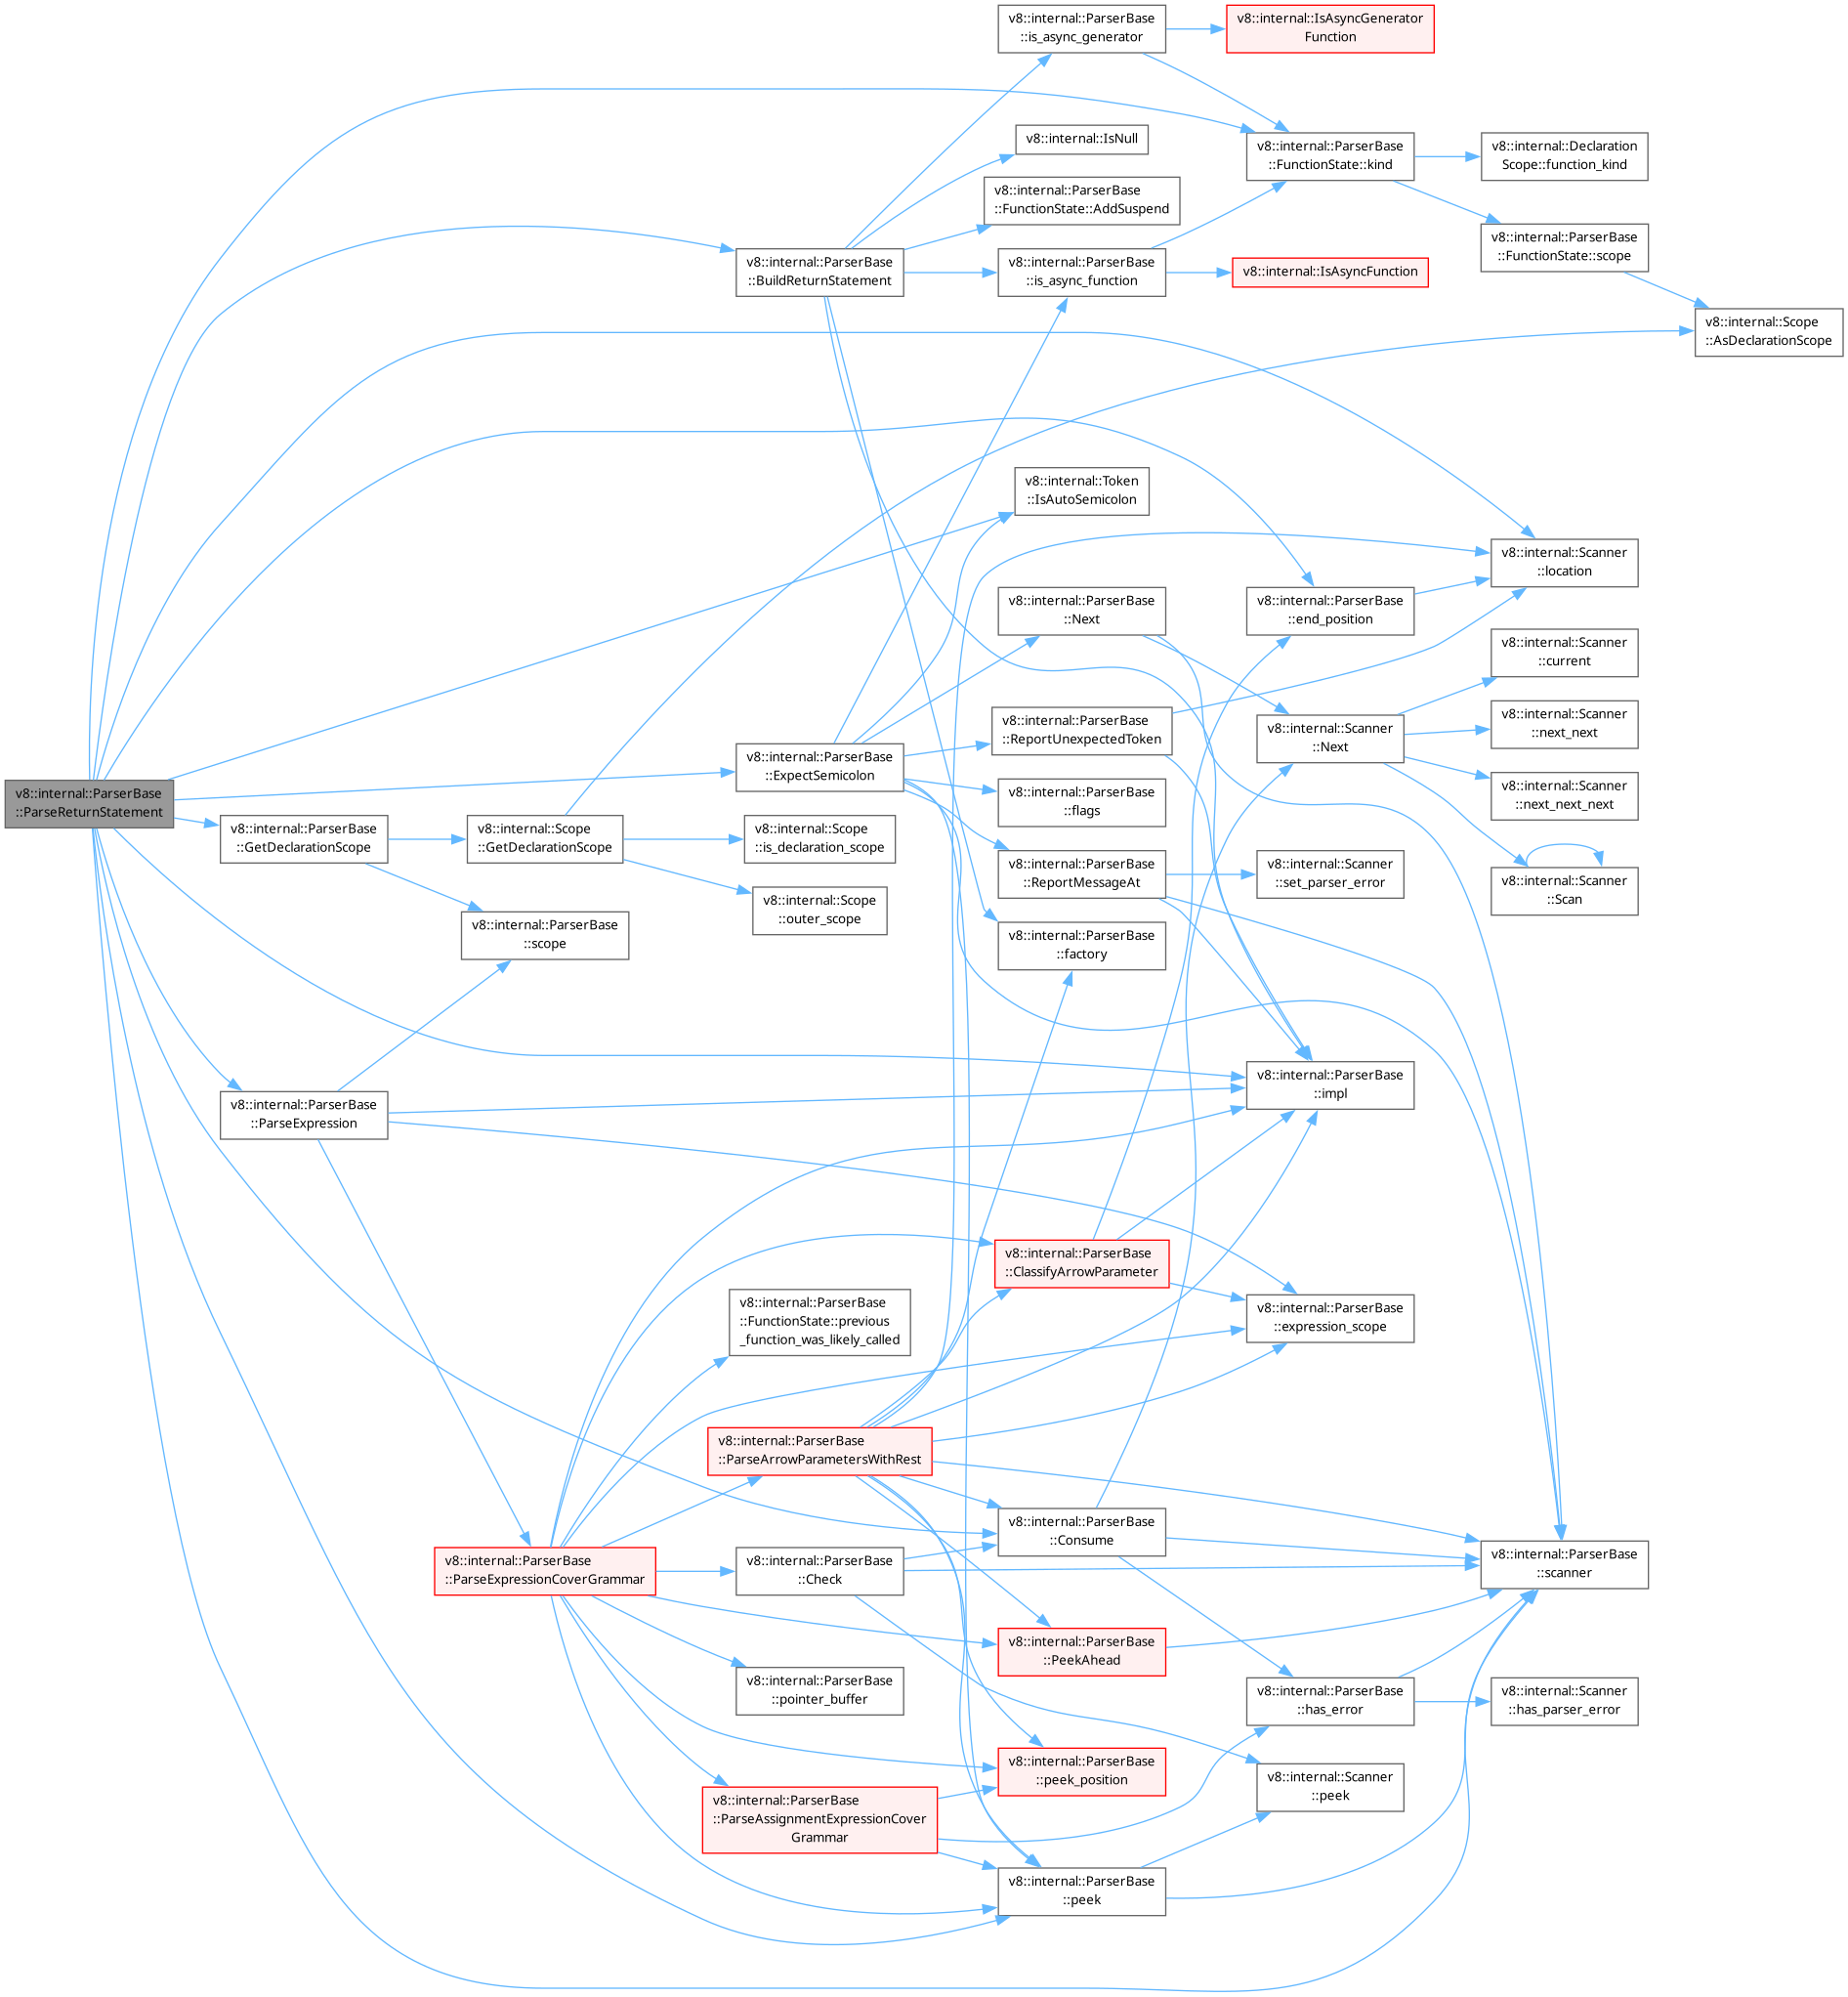 v8::internal::ParserBase
::is_async_generator
v8::internal::IsAsyncGenerator
Function
v8::internal::IsNull
v8::internal::ParserBase
::FunctionState::kind
v8::internal::Declaration
Scope::function_kind
v8::internal::ParserBase
::FunctionState::AddSuspend
v8::internal::ParserBase
::FunctionState::scope
v8::internal::ParserBase
::BuildReturnStatement
v8::internal::ParserBase
::is_async_function
v8::internal::IsAsyncFunction
v8::internal::Scope
::AsDeclarationScope
v8::internal::Token
::IsAutoSemicolon
v8::internal::Scanner
::location
v8::internal::ParserBase
::Next
v8::internal::ParserBase
::end_position
v8::internal::Scanner
::current
v8::internal::ParserBase
::ReportUnexpectedToken
v8::internal::Scanner
::Next
v8::internal::Scanner
::next_next
v8::internal::ParserBase
::ExpectSemicolon
v8::internal::ParserBase
::ParseReturnStatement
v8::internal::ParserBase
::flags
v8::internal::Scanner
::next_next_next
v8::internal::ParserBase
::GetDeclarationScope
v8::internal::Scope
::GetDeclarationScope
v8::internal::Scope
::is_declaration_scope
v8::internal::ParserBase
::ReportMessageAt
v8::internal::Scanner
::set_parser_error
v8::internal::Scanner
::Scan
v8::internal::Scope
::outer_scope
v8::internal::ParserBase
::scope
v8::internal::ParserBase
::factory
v8::internal::ParserBase
::impl
v8::internal::ParserBase
::ParseExpression
v8::internal::ParserBase
::ClassifyArrowParameter
v8::internal::ParserBase
::FunctionState::previous
_function_was_likely_called
v8::internal::ParserBase
::expression_scope
v8::internal::ParserBase
::ParseArrowParametersWithRest
v8::internal::ParserBase
::Consume
v8::internal::ParserBase
::ParseExpressionCoverGrammar
v8::internal::ParserBase
::Check
v8::internal::ParserBase
::scanner
v8::internal::ParserBase
::PeekAhead
v8::internal::ParserBase
::pointer_buffer
v8::internal::ParserBase
::has_error
v8::internal::Scanner
::has_parser_error
v8::internal::ParserBase
::peek_position
v8::internal::Scanner
::peek
v8::internal::ParserBase
::ParseAssignmentExpressionCover
Grammar
v8::internal::ParserBase
::peek